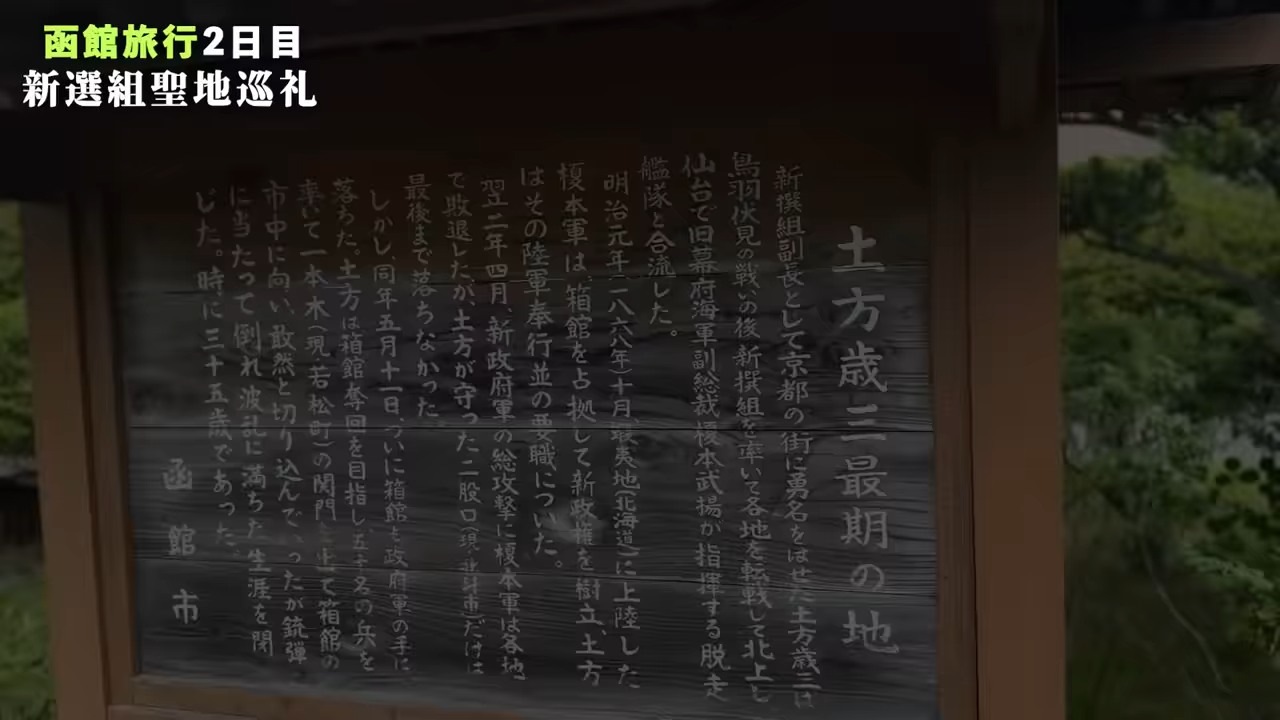 函館旅行2日目
新選組聖地巡礼
土方歳三最期の地
新撰組副長として京都の街に勇名をはせた土方歳三は
鳥羽伏見の戦いの後新撰組を率いて各地を転戦して北上し
仙台で旧幕府海軍副総裁榎本武揚が指揮する脱走
艦隊と合流した。
明治元年(一八六八年)十月、蝦夷地(北海道)に上陸した
榎本軍は、箱館を占拠して新政権を樹立、土方
はその陸軍奉行並の要職についた。
翌二年四月、新政府軍の総攻撃に榎本軍は各地
で敗退したが、土方が守った二股口(現・  )だけは
最後まで落ちなかった。
しかし、同年五月十一日、ついに箱館も政府軍の手に
落ちた。土方は箱館奪回を目指し、五十名の兵を
率いて一本木(現若松町)の関門を出て箱館の
市中に向い、敢然と切り込んでいったが銃弾
に当たって倒れ波乱に満ちた生涯を閉
じた。時に三十五歳であった。
函館市